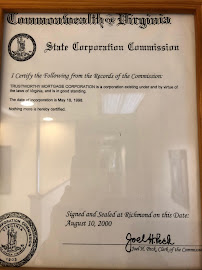 Commonwealth of Virginia
State Corporation Commission
I Certify the Following from the Records of the Commission:
TRUSTWORTHY MORTGAGE CORPORATION is a corporation existing under and by virtue of
the laws of Virginia, and is in good standing.
The date of incorporation is May 18, 1998.
Nothing more is hereby certified.
Signed and Sealed at Richmond on this Date:
August 10, 2000
Joel H. Peck
Joel H. Peck, Clerk of the Commission